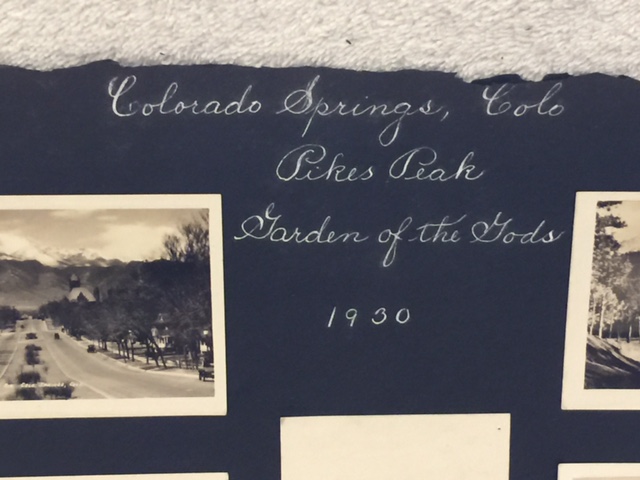 Colorado Springs, Colo
Pikes Peak
Garden of the Gods
1930